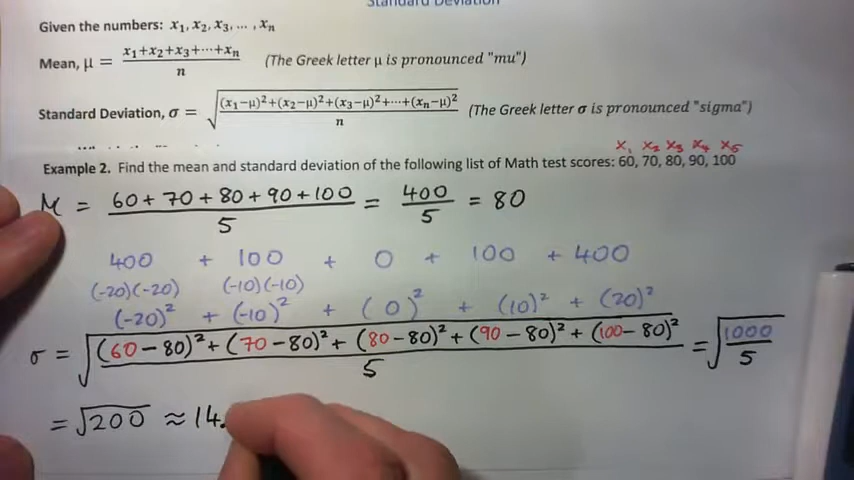 Standard Deviation
Given the numbers: x₁, x₂, x₃, ... , xₙ
Mean, μ = (x₁+x₂+x₃+⋯+xₙ)/n (The Greek letter μ is pronounced "mu")
Standard Deviation, σ = √(((x₁−μ)²+(x₂−μ)²+(x₃−μ)²+⋯+(xₙ−μ)²)/n) (The Greek letter σ is pronounced "sigma")
x₁ x₂ x₃ x₄ x₅
Example 2. Find the mean and standard deviation of the following list of Math test scores: 60, 70, 80, 90, 100
μ = (60 + 70 + 80 + 90 + 100)/5 = 400/5 = 80
400 + 100 + 0 + 100 + 400
(-20)(-20) (-10)(-10)
(-20)² + (-10)² + (0)² + (10)² + (20)²
σ = √(((60 − 80)² + (70 − 80)² + (80 − 80)² + (90 − 80)² + (100 − 80)²)/5) = √(1000/5)
= √200 ≈ 14.